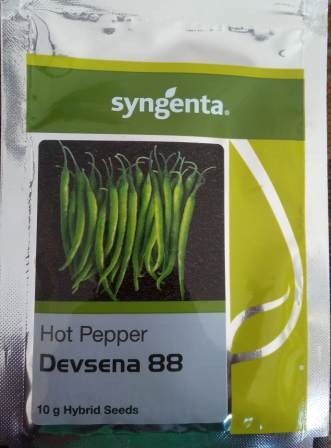 syngenta®
Hot Pepper
Devsena 88
10 g Hybrid Seeds